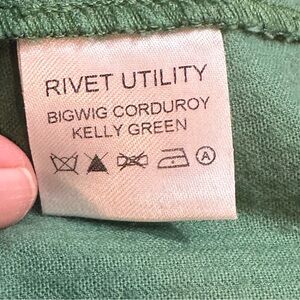 RIVET UTILITY
BIGWIG CORDUROY
KELLY GREEN
A